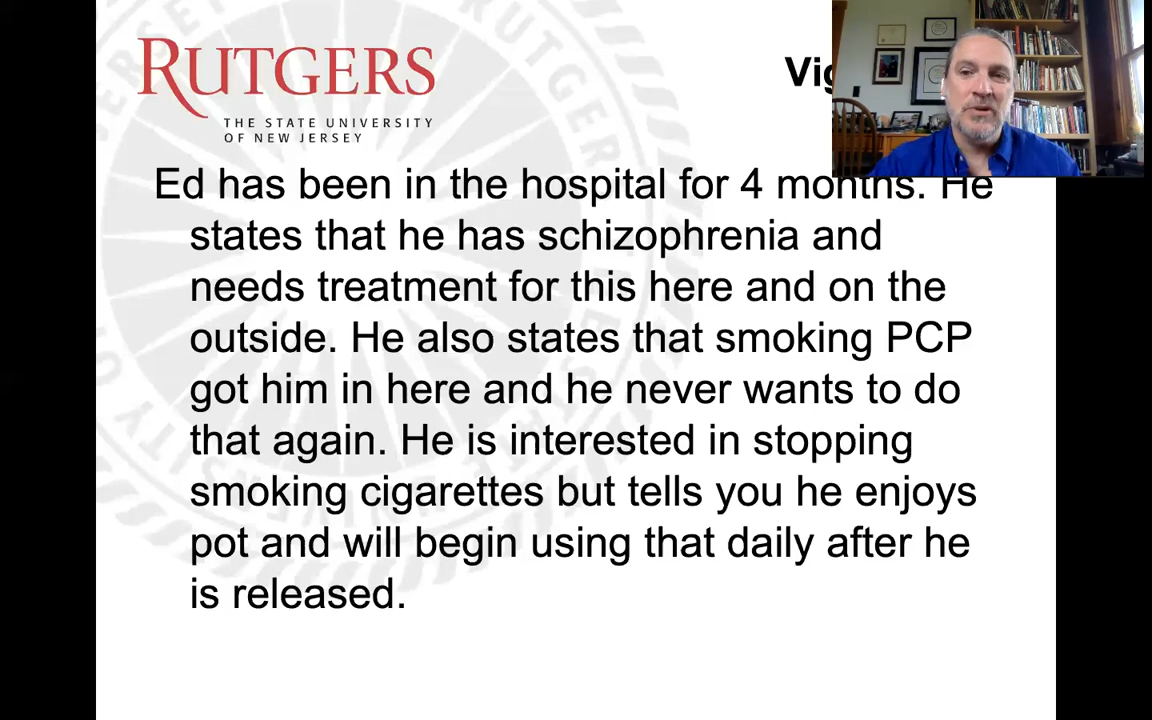 RUTGERS
THE STATE UNIVERSITY
OF NEW JERSEY
Ed has been in the hospital for 4 months. He
states that he has schizophrenia and
needs treatment for this here and on the
outside. He also states that smoking PCP
got him in here and he never wants to do
that again. He is interested in stopping
smoking cigarettes but tells you he enjoys
pot and will begin using that daily after he
is released.